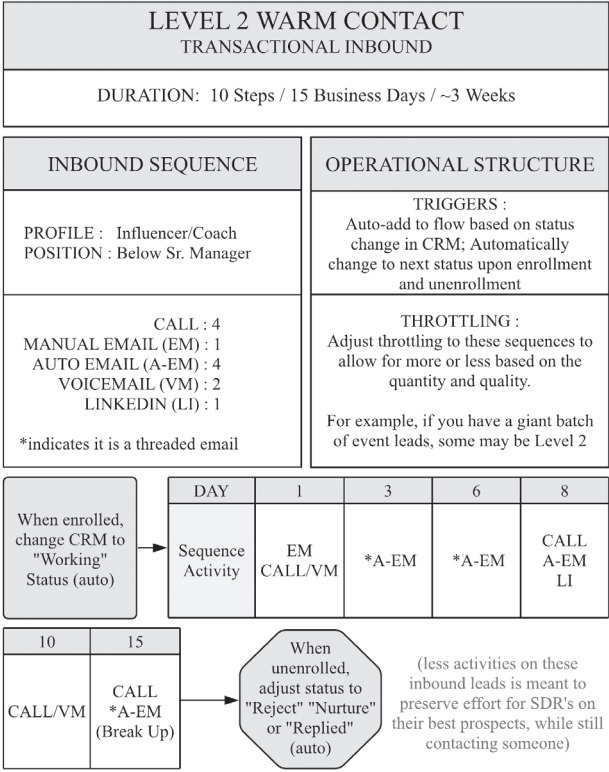 LEVEL 2 WARM CONTACT
TRANSACTIONAL INBOUND
DURATION: 10 Steps / 15 Business Days / ~3 Weeks
INBOUND SEQUENCE
PROFILE : Influencer/Coach
POSITION : Below Sr. Manager
CALL : 4
MANUAL EMAIL (EM) : 1
AUTO EMAIL (A-EM) : 4
VOICEMAIL (VM) : 2
LINKEDIN (LI) : 1
*indicates it is a threaded email
OPERATIONAL STRUCTURE
TRIGGERS :
Auto-add to flow based on status
change in CRM; Automatically
change to next status upon enrollment
and unenrollment
THROTTLING :
Adjust throttling to these sequences to
allow for more or less based on the
quantity and quality.
For example, if you have a giant batch
of event leads, some may be Level 2
When enrolled,
change CRM to
"Working"
Status (auto)
DAY 1 3 6 8
Sequence
Activity
EM
CALL/VM
*A-EM
*A-EM
CALL
A-EM
LI
10 15
CALL/VM
CALL
*A-EM
(Break Up)
When
unenrolled,
adjust status to
"Reject" "Nurture"
or "Replied"
(auto)
(less activities on these
inbound leads is meant to
preserve effort for SDR's on
their best prospects, while still
contacting someone)